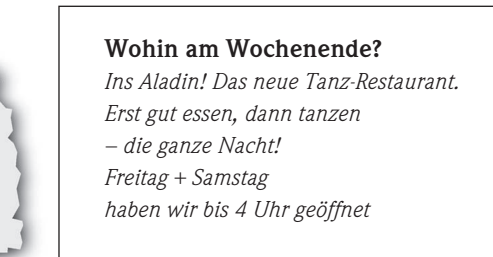 Wohin am Wochenende?
Ins Aladin! Das neue Tanz-Restaurant.
Erst gut essen, dann tanzen
– die ganze Nacht!
Freitag + Samstag
haben wir bis 4 Uhr geöffnet